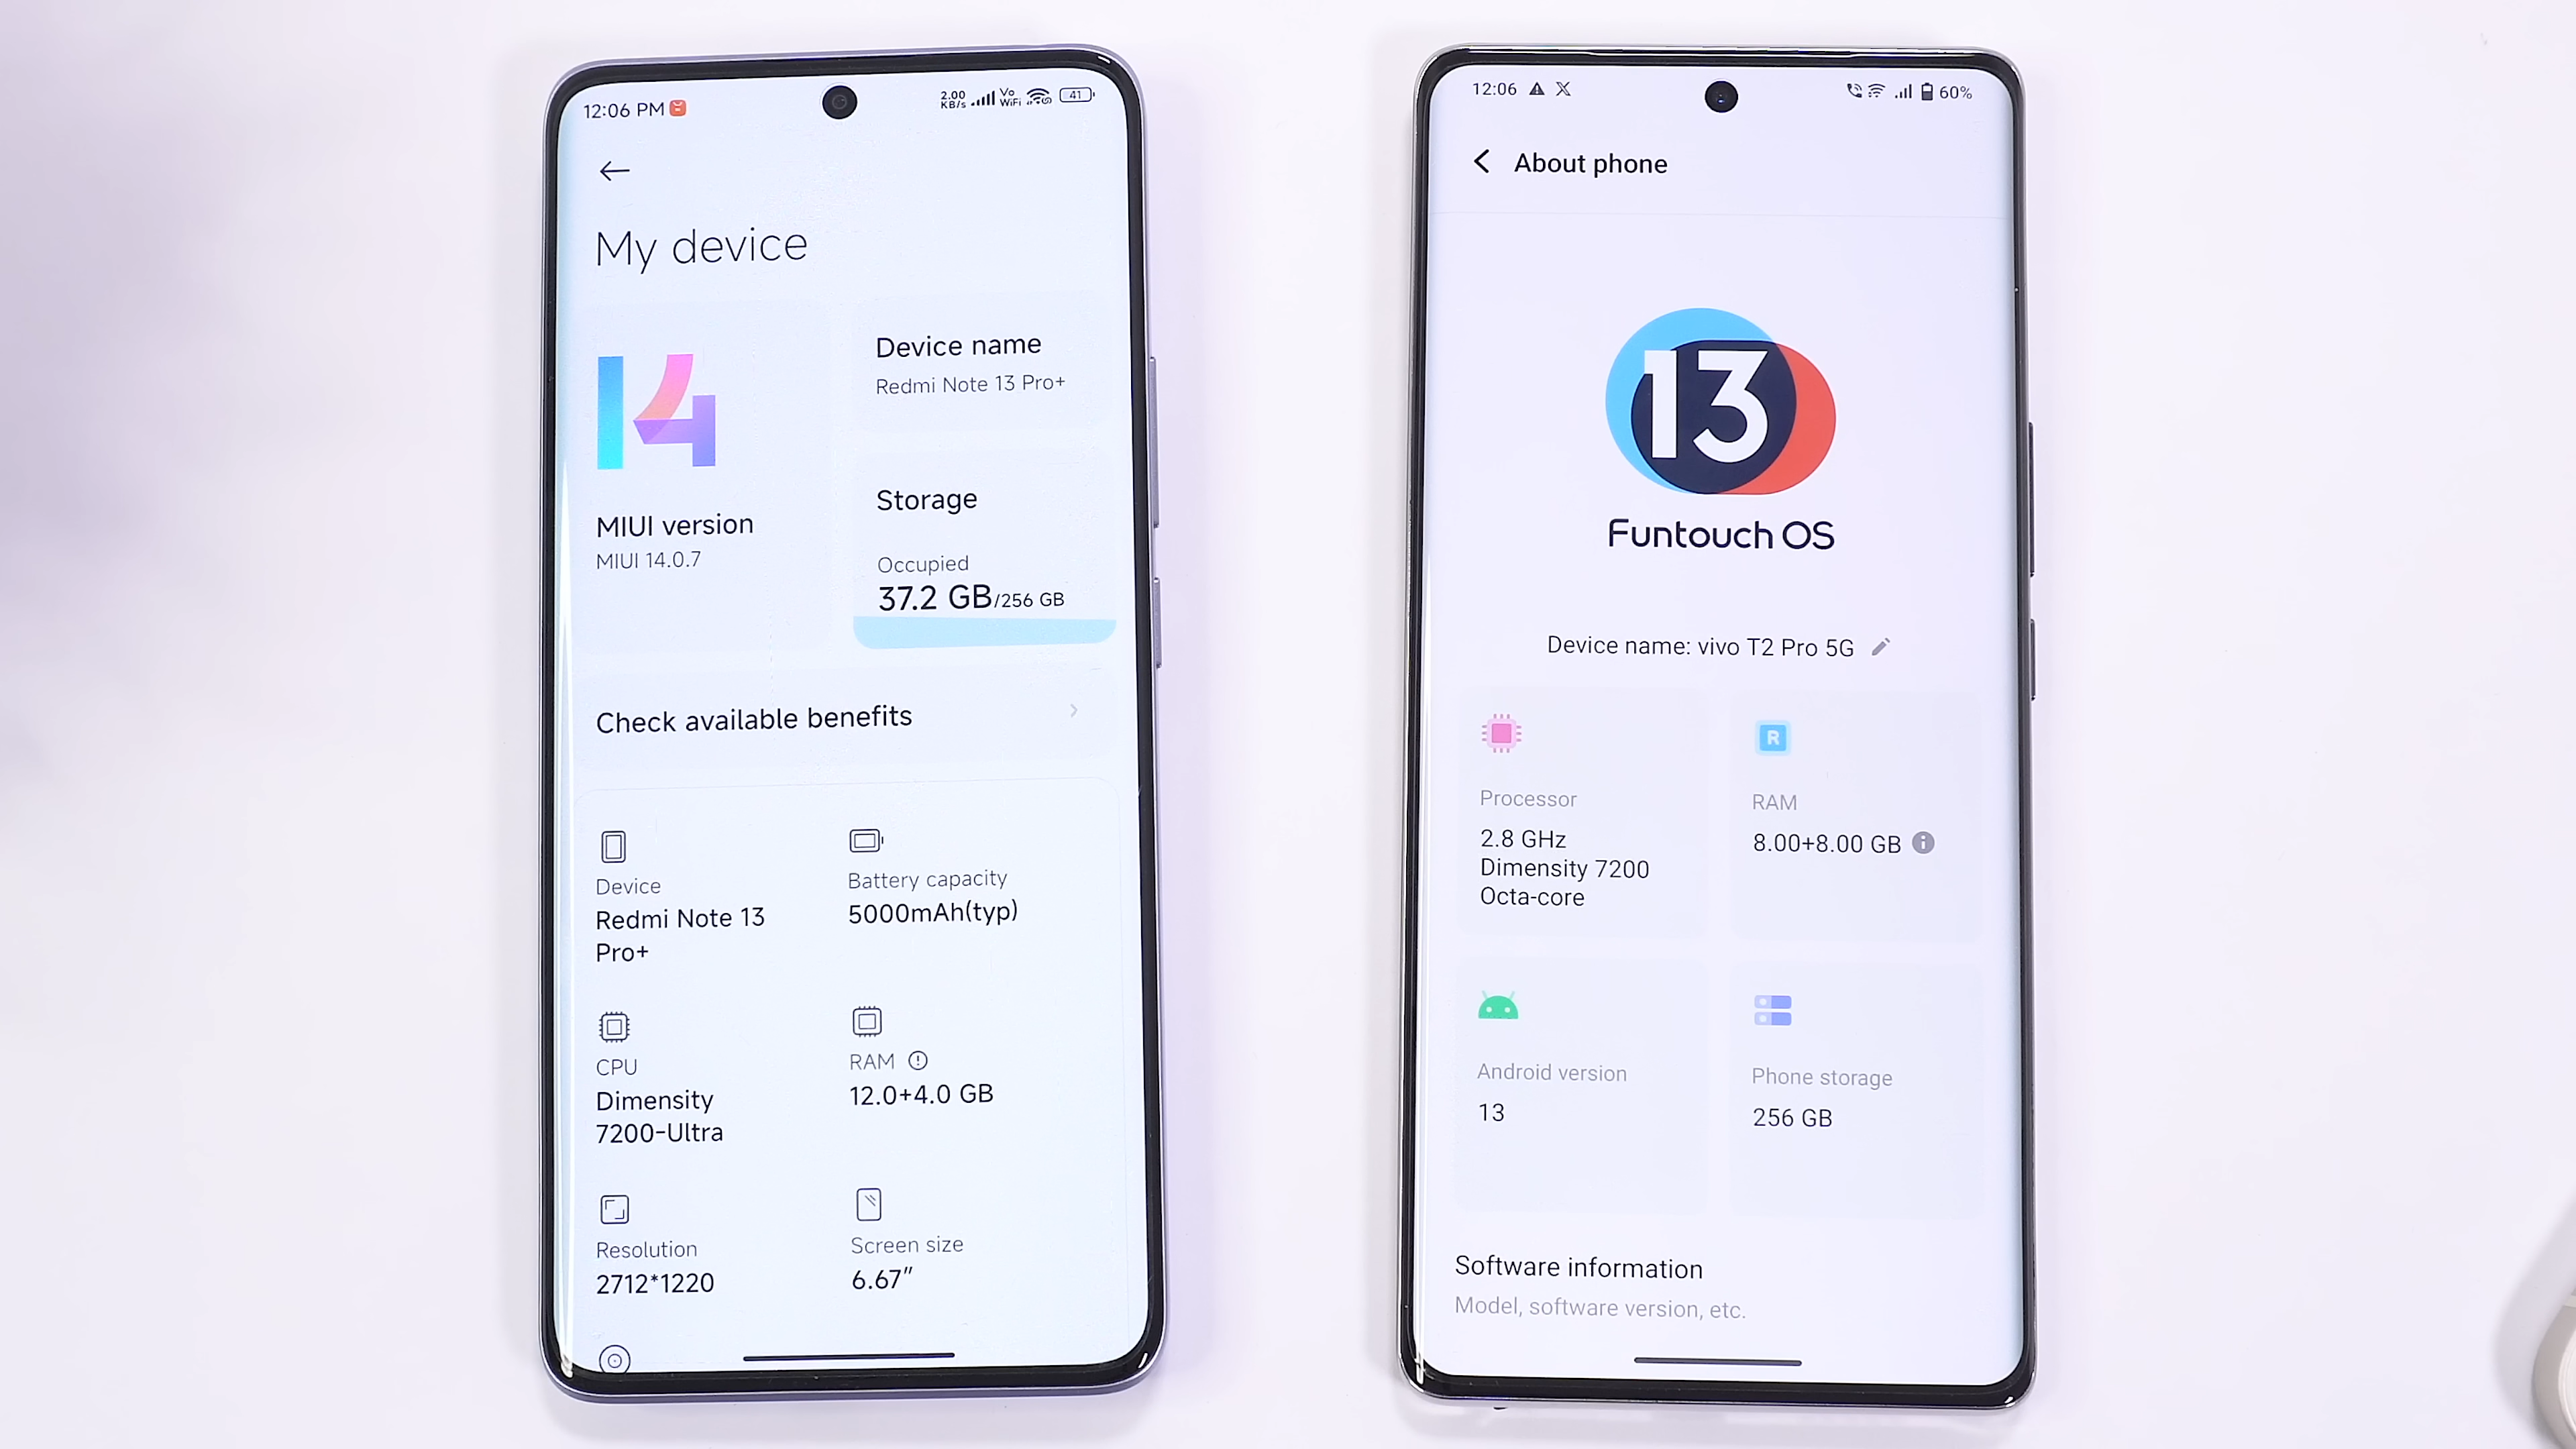 12:06 PM
2.00
KB/s
Vo
WiFi
41
My device
14
MIUI version
MIUI 14.0.7
Device name
Redmi Note 13 Pro+
Storage
Occupied
37.2 GB/256 GB
Check available benefits
Device
Redmi Note 13
Pro+
Battery capacity
5000mAh(typ)
CPU
Dimensity
7200-Ultra
RAM
12.0+4.0 GB
Resolution
2712*1220
Screen size
6.67"
12:06
60%
About phone
13
Funtouch OS
Device name: vivo T2 Pro 5G
Processor
2.8 GHz
Dimensity 7200
Octa-core
R
RAM
8.00+8.00 GB
Android version
13
Phone storage
256 GB
Software information
Model, software version, etc.